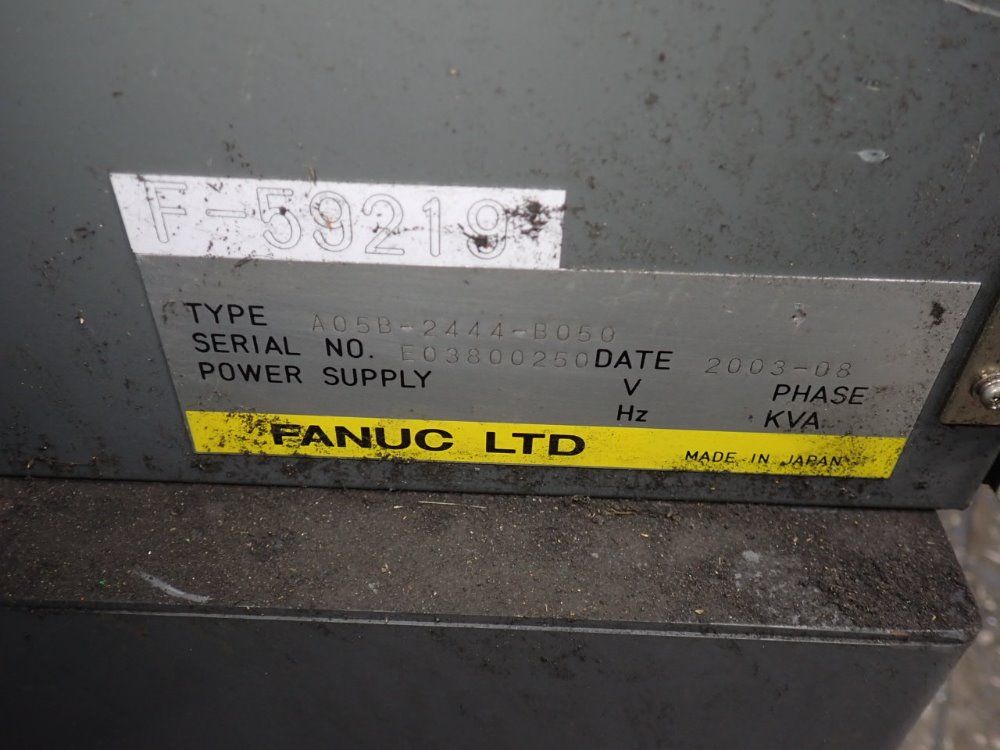 F-59219
TYPE A05B-2444-B050
SERIAL NO. E03800250 DATE 2003-08
POWER SUPPLY V PHASE
Hz KVA
FANUC LTD MADE IN JAPAN